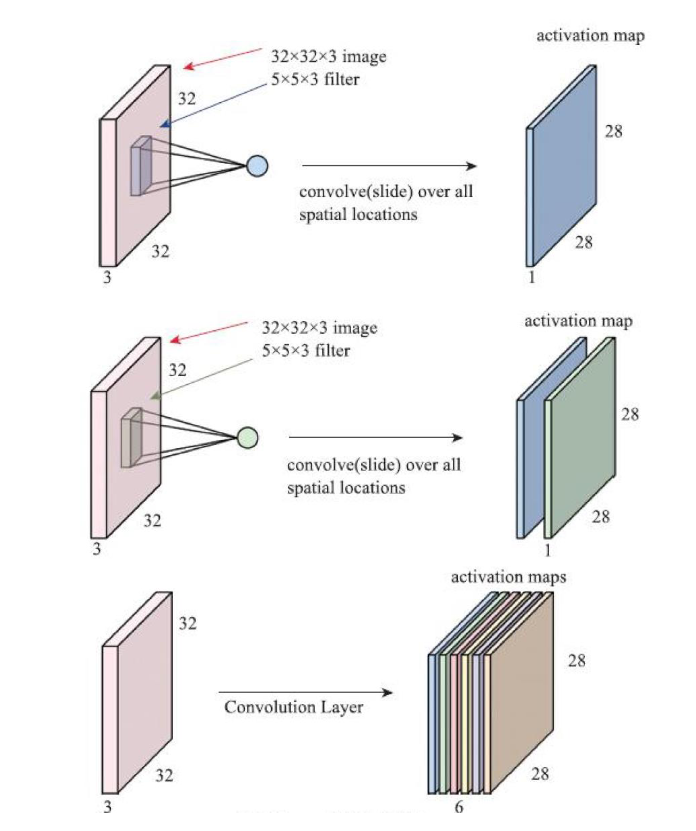 activation map
32×32×3 image
5×5×3 filter
32
28
convolve(slide) over all
spatial locations
32
28
3
1
activation map
32×32×3 image
5×5×3 filter
32
28
convolve(slide) over all
spatial locations
32
28
3
1
activation maps
32
28
Convolution Layer
32
28
3
6